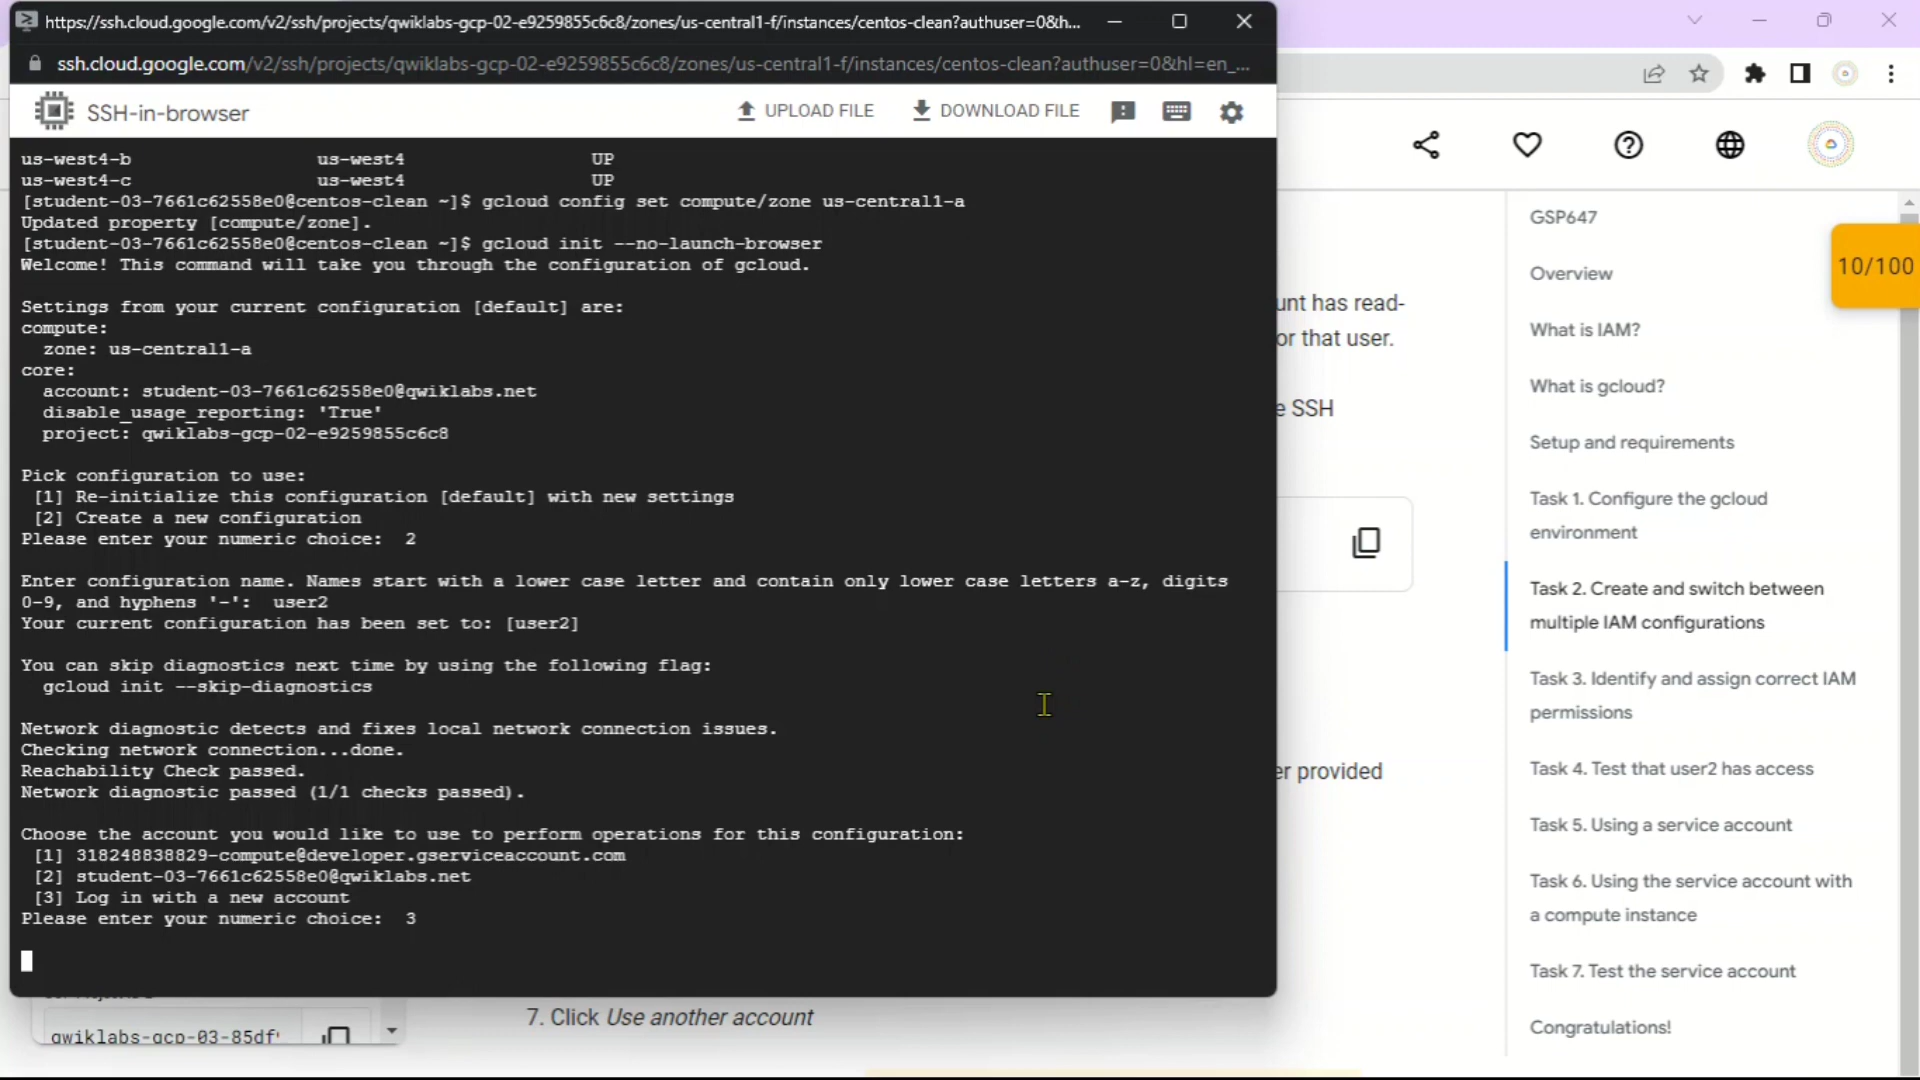 https://ssh.cloud.google.com/v2/ssh/projects/qwiklabs-gcp-02-e9259855c6c8/zones/us-central1-f/instances/centos-clean?authuser=0&h...
ssh.cloud.google.com/v2/ssh/projects/qwiklabs-gcp-02-e9259855c6c8/zones/us-central1-f/instances/centos-clean?authuser=0&hl=en_...
SSH-in-browser
UPLOAD FILE
DOWNLOAD FILE
us-west4-b us-west4 UP
us-west4-c us-west4 UP
[student-03-7661c62558e0@centos-clean ~]$ gcloud config set compute/zone us-central1-a
Updated property [compute/zone].
[student-03-7661c62558e0@centos-clean ~]$ gcloud init --no-launch-browser
Welcome! This command will take you through the configuration of gcloud.
Settings from your current configuration [default] are:
compute:
zone: us-central1-a
core:
account: student-03-7661c62558e0@qwiklabs.net
disable_usage_reporting: 'True'
project: qwiklabs-gcp-02-e9259855c6c8
Pick configuration to use:
[1] Re-initialize this configuration [default] with new settings
[2] Create a new configuration
Please enter your numeric choice: 2
Enter configuration name. Names start with a lower case letter and contain only lower case letters a-z, digits
0-9, and hyphens '-': user2
Your current configuration has been set to: [user2]
You can skip diagnostics next time by using the following flag:
gcloud init --skip-diagnostics
Network diagnostic detects and fixes local network connection issues.
Checking network connection...done.
Reachability Check passed.
Network diagnostic passed (1/1 checks passed).
Choose the account you would like to use to perform operations for this configuration:
[1] 318248838829-compute@developer.gserviceaccount.com
[2] student-03-7661c62558e0@qwiklabs.net
[3] Log in with a new account
Please enter your numeric choice: 3
qwiklabs-gcp-03-85df
7. Click Use another account
unt has read-
or that user.
e SSH
er provided
GSP647
Overview
What is IAM?
What is gcloud?
Setup and requirements
Task 1. Configure the gcloud
environment
Task 2. Create and switch between
multiple IAM configurations
Task 3. Identify and assign correct IAM
permissions
Task 4. Test that user2 has access
Task 5. Using a service account
Task 6. Using the service account with
a compute instance
Task 7. Test the service account
Congratulations!
10/100